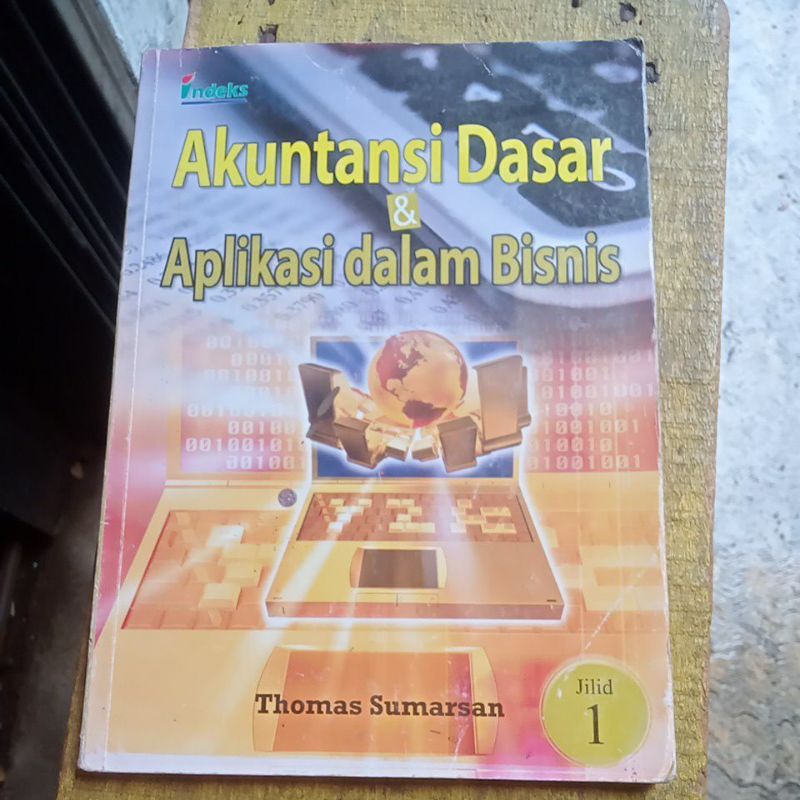 indeks
Akuntansi Dasar
&
Aplikasi dalam Bisnis
Thomas Sumarsan
Jilid
1